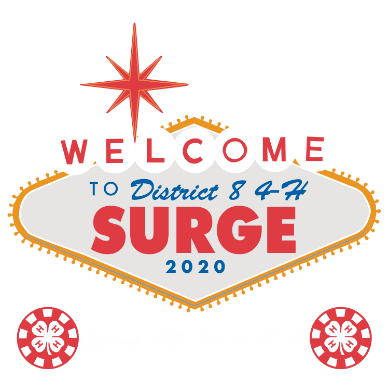 WELCOME
TO District 8 4-H
SURGE
2020
H H H H
H H H H